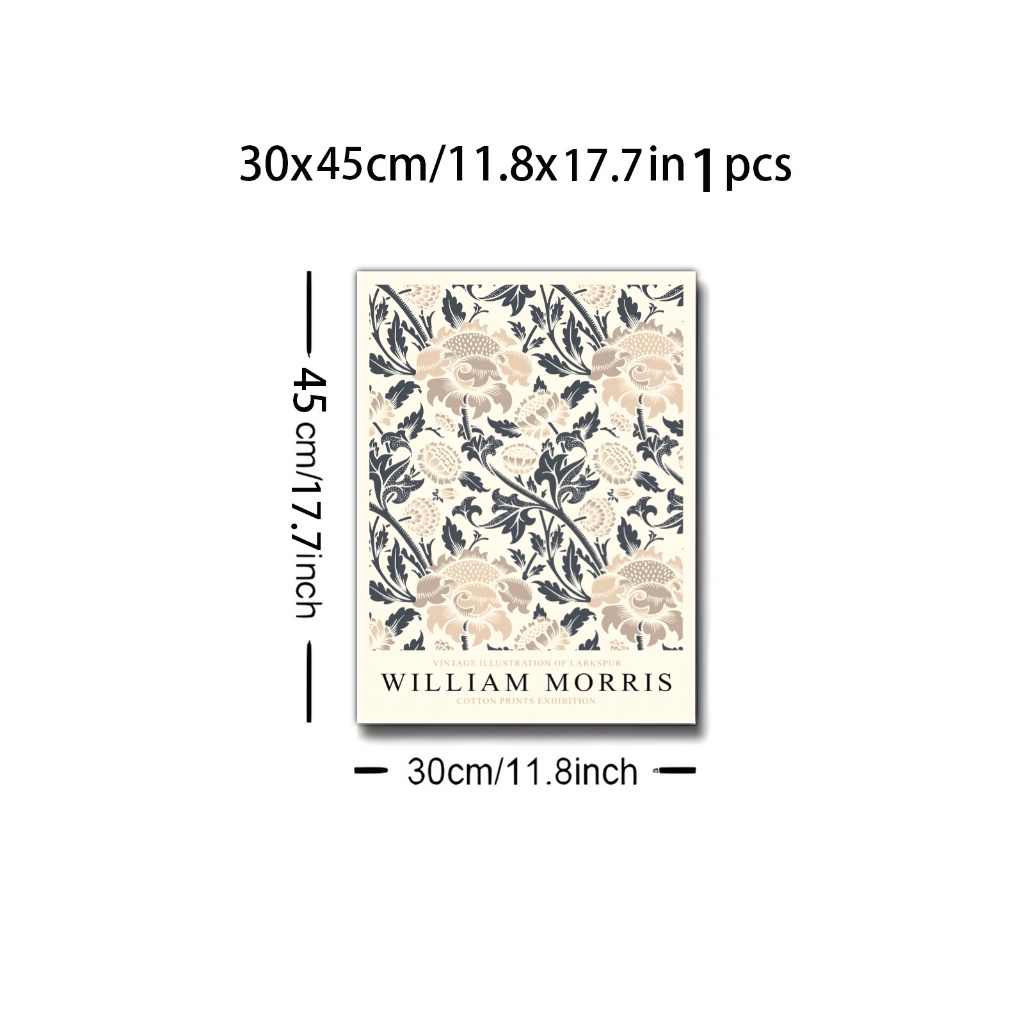 30x45cm/11.8x17.7in 1 pcs
45 cm/17.7inch
VINTAGE ILLUSTRATION OF LARKSPUR
WILLIAM MORRIS
COTTON PRINTS EXHIBITION
30cm/11.8inch